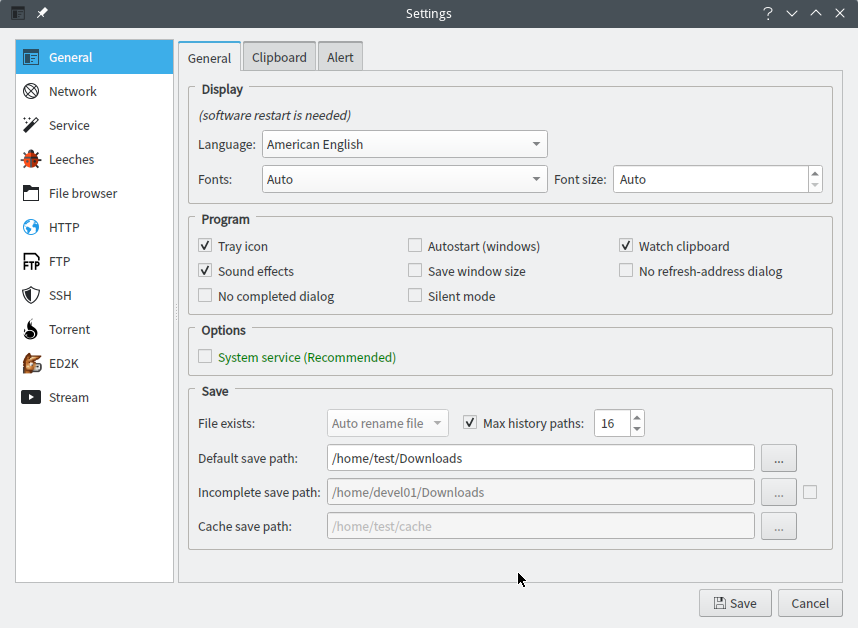 Settings
General
Network
Service
Leeches
File browser
HTTP
FTP
SSH
Torrent
ED2K
Stream
General Clipboard Alert
Display
(software restart is needed)
Language: American English
Fonts: Auto Font size: Auto
Program
Tray icon Autostart (windows) Watch clipboard
Sound effects Save window size No refresh-address dialog
No completed dialog Silent mode
Options
System service (Recommended)
Save
File exists: Auto rename file Max history paths: 16
Default save path: /home/test/Downloads ...
Incomplete save path: /home/devel01/Downloads ...
Cache save path: /home/test/cache ...
Save Cancel